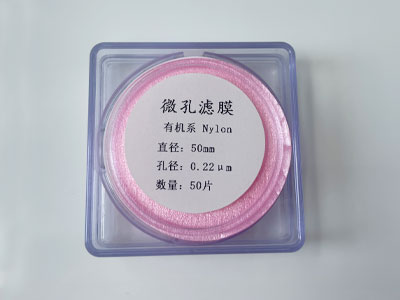 微孔滤膜
有机系 Nylon
直径：50mm
孔径：0.22μm
数量：50片